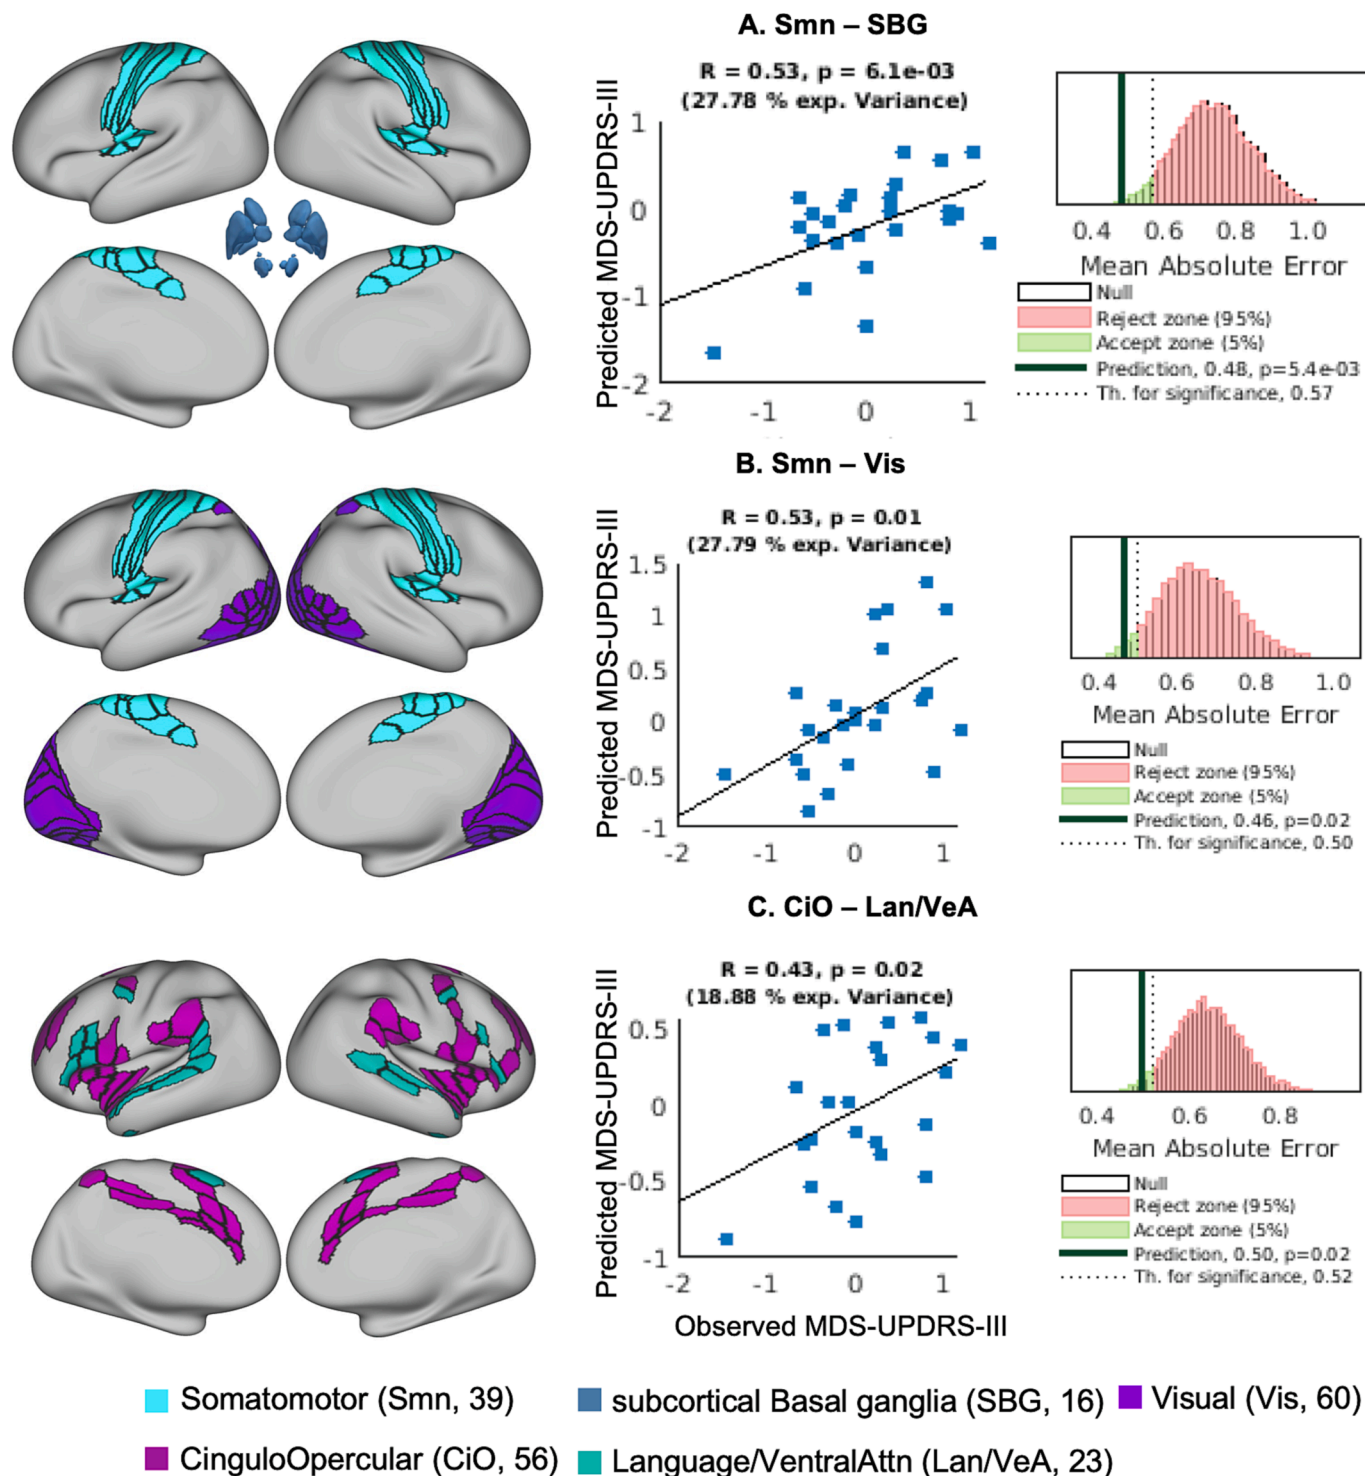 A. Smn – SBG
R = 0.53, p = 6.1e-03
(27.78 % exp. Variance)
Predicted MDS-UPDRS-III
1
0
-1
-2
-2 -1 0 1
0.4 0.6 0.8 1.0
Mean Absolute Error
Null
Reject zone (95%)
Accept zone (5%)
Prediction, 0.48, p=5.4e-03
Th. for significance, 0.57
B. Smn – Vis
R = 0.53, p = 0.01
(27.79 % exp. Variance)
Predicted MDS-UPDRS-III
1.5
1
0.5
0
-0.5
-1
-2 -1 0 1
0.4 0.6 0.8 1.0
Mean Absolute Error
Null
Reject zone (95%)
Accept zone (5%)
Prediction, 0.46, p=0.02
Th. for significance, 0.50
C. CiO – Lan/VeA
R = 0.43, p = 0.02
(18.88 % exp. Variance)
Predicted MDS-UPDRS-III
0.5
0
-0.5
-1
-2 -1 0 1
Observed MDS-UPDRS-III
0.4 0.6 0.8
Mean Absolute Error
Null
Reject zone (95%)
Accept zone (5%)
Prediction, 0.50, p=0.02
Th. for significance, 0.52
Somatomotor (Smn, 39) subcortical Basal ganglia (SBG, 16) Visual (Vis, 60)
CinguloOpercular (CiO, 56) Language/VentralAttn (Lan/VeA, 23)